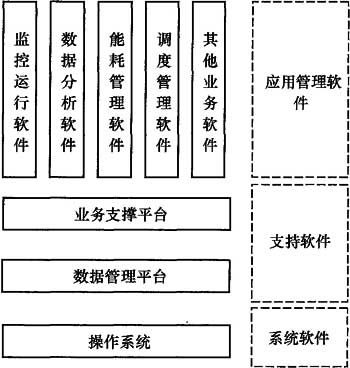 监控运行软件
数据分析软件
能耗管理软件
调度管理软件
其他业务软件
应用管理软
件
业务支撑平台
支持软件
数据管理平台
操作系统
系统软件